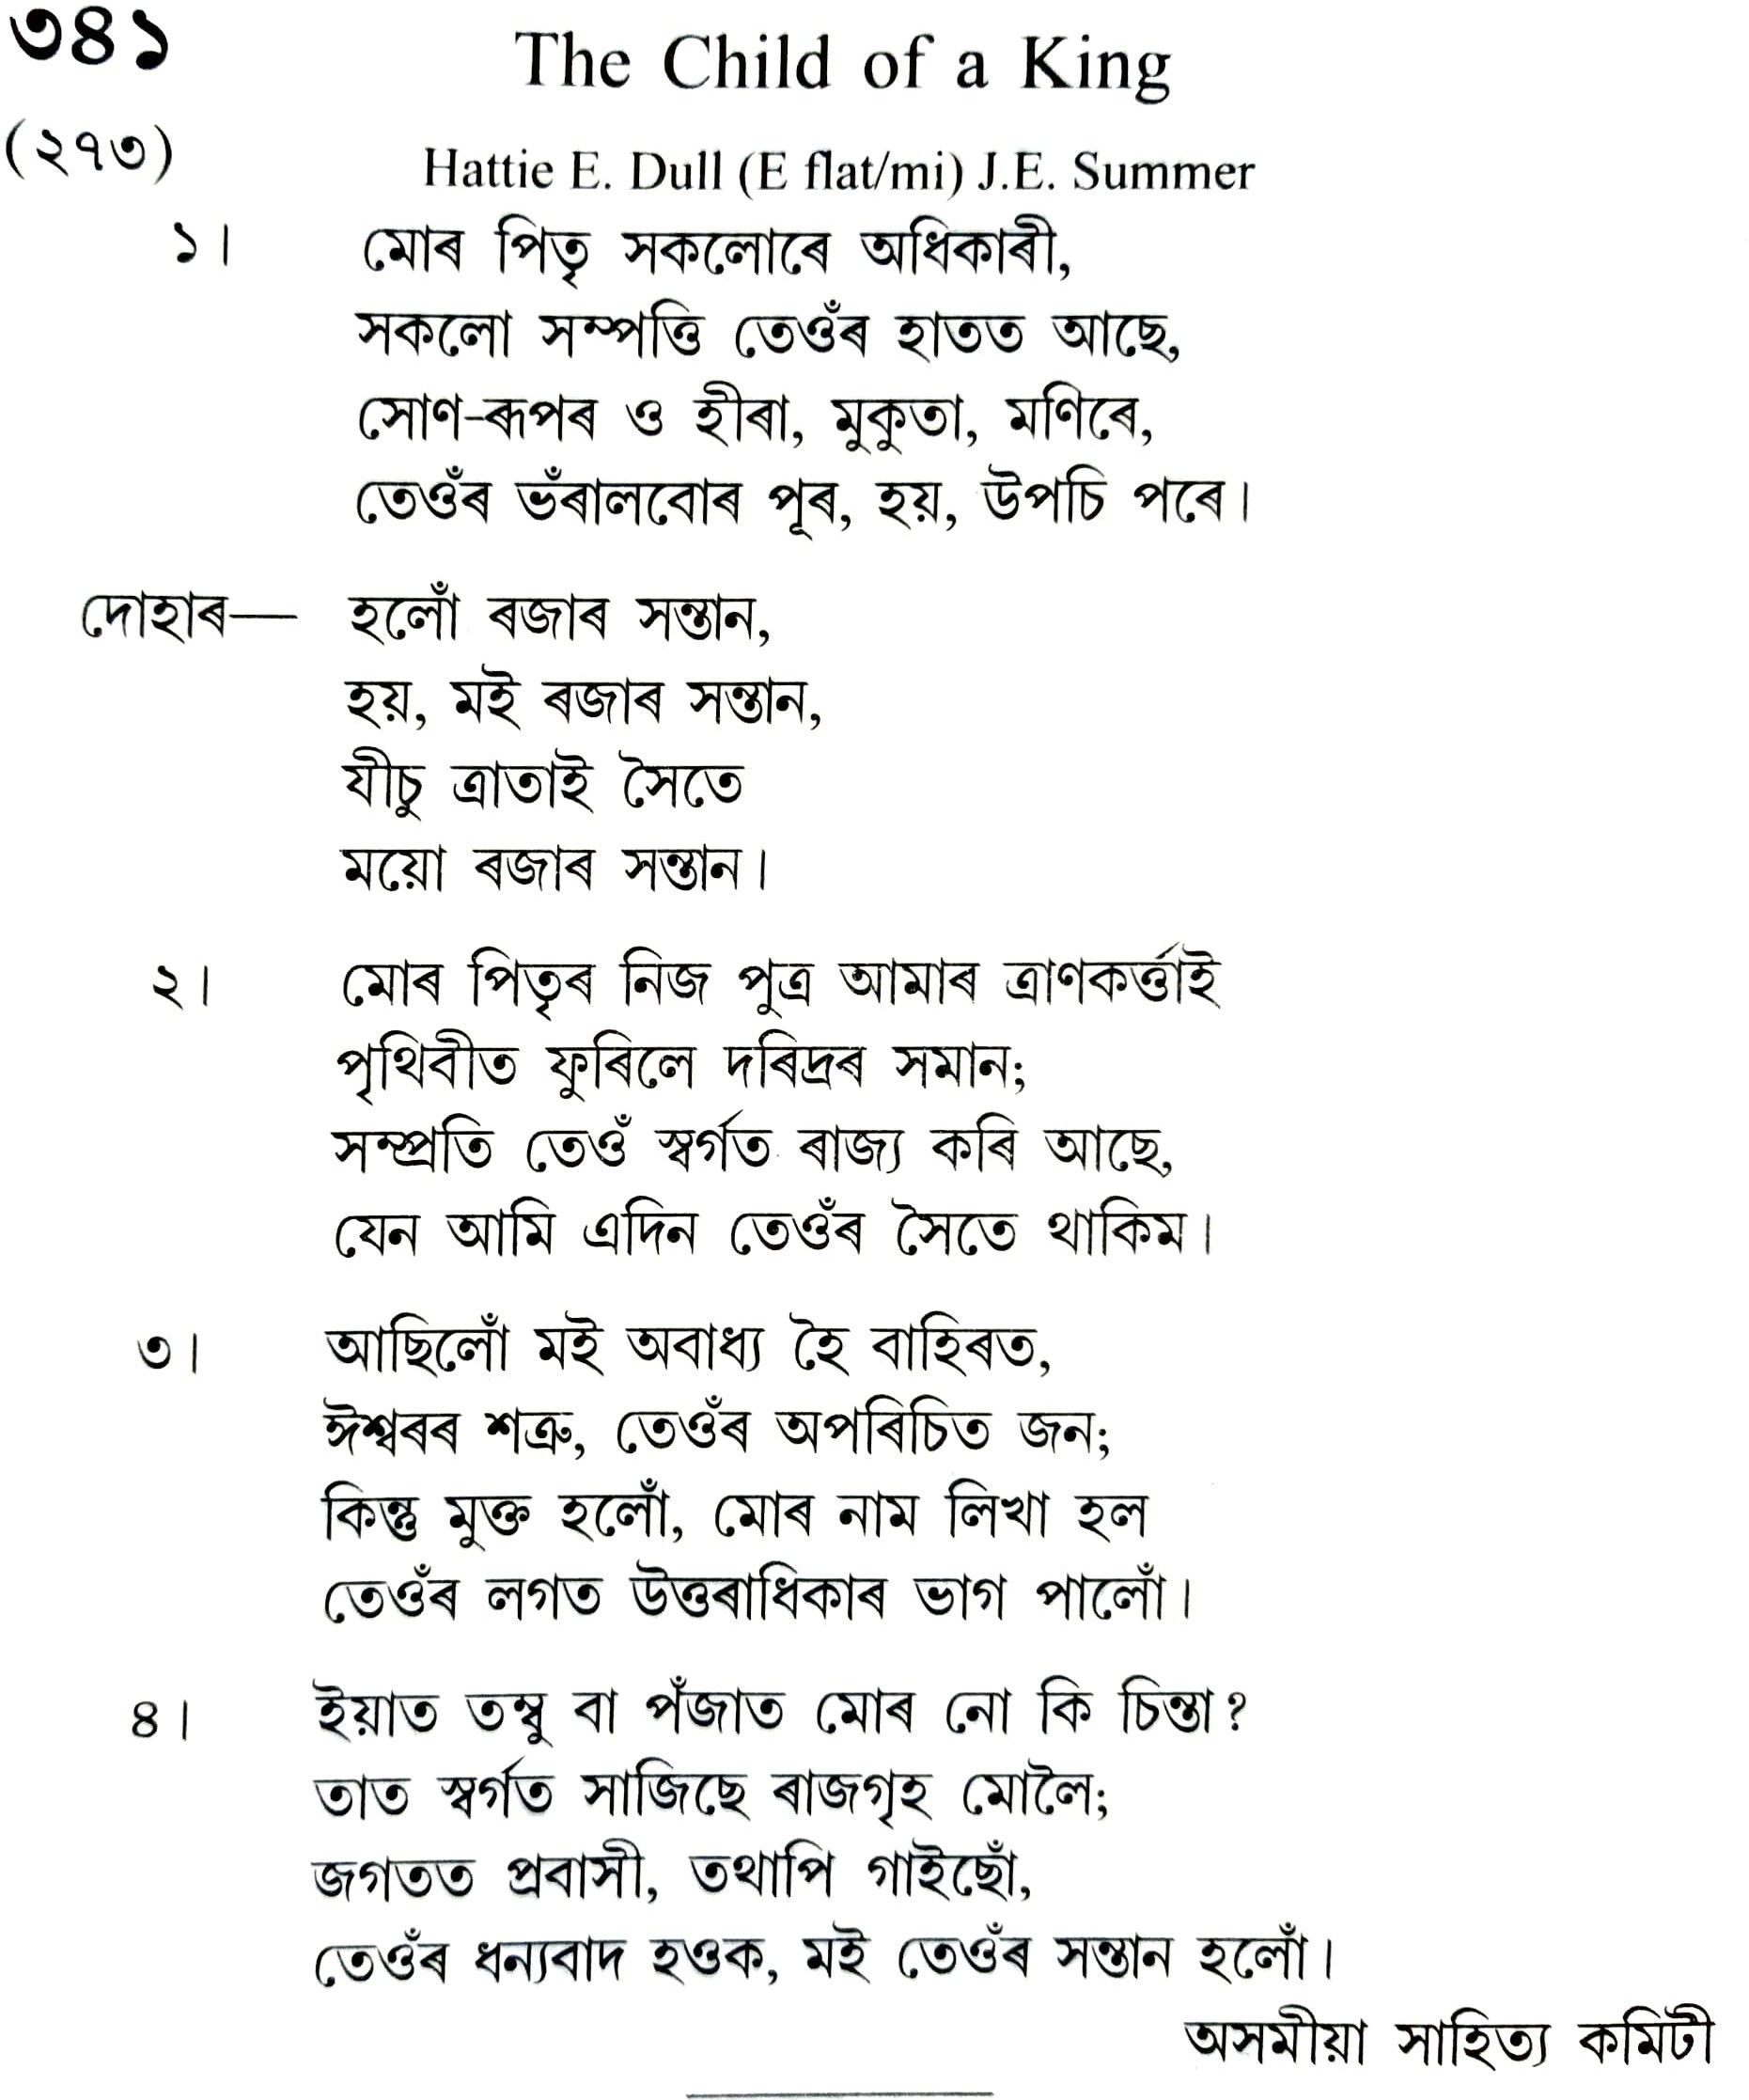 ৩৪১
The Child of a King
(২৭৩)
Hattie E. Dull (E flat/mi) J.E. Summer
১। মোৰ পিতৃ সকলোৰে অধিকাৰী,
সকলো সম্পত্তি তেওঁৰ হাতত আছে,
সোণ-ৰূপৰ ও হীৰা, মুকুতা, মণিৰে,
তেওঁৰ ভঁৰালবোৰ পূৰ, হয়, উপচি পৰে।
দোহাৰ— হলোঁ ৰজাৰ সন্তান,
হয়, মই ৰজাৰ সন্তান,
যীচু ত্ৰাতাই সৈতে
ময়ো ৰজাৰ সন্তান।
২। মোৰ পিতৃৰ নিজ পুত্ৰ আমাৰ ত্ৰাণকৰ্ত্তাই
পৃথিবীত ফুৰিলে দৰিদ্ৰৰ সমান;
সম্প্ৰতি তেওঁ স্বৰ্গত ৰাজ্য কৰি আছে,
যেন আমি এদিন তেওঁৰ সৈতে থাকিম।
৩। আছিলোঁ মই অবাধ্য হৈ বাহিৰত,
ঈশ্বৰৰ শত্ৰু, তেওঁৰ অপৰিচিত জন;
কিন্তু মুক্ত হলোঁ, মোৰ নাম লিখা হল
তেওঁৰ লগত উত্তৰাধিকাৰ ভাগ পালোঁ।
৪। ইয়াত তম্বু বা পঁজাত মোৰ নো কি চিন্তা?
তাত স্বৰ্গত সাজিছে ৰাজগৃহ মোলৈ;
জগতত প্ৰবাসী, তথাপি গাইছোঁ,
তেওঁৰ ধন্যবাদ হওক, মই তেওঁৰ সন্তান হলোঁ।
অসমীয়া সাহিত্য কমিটী